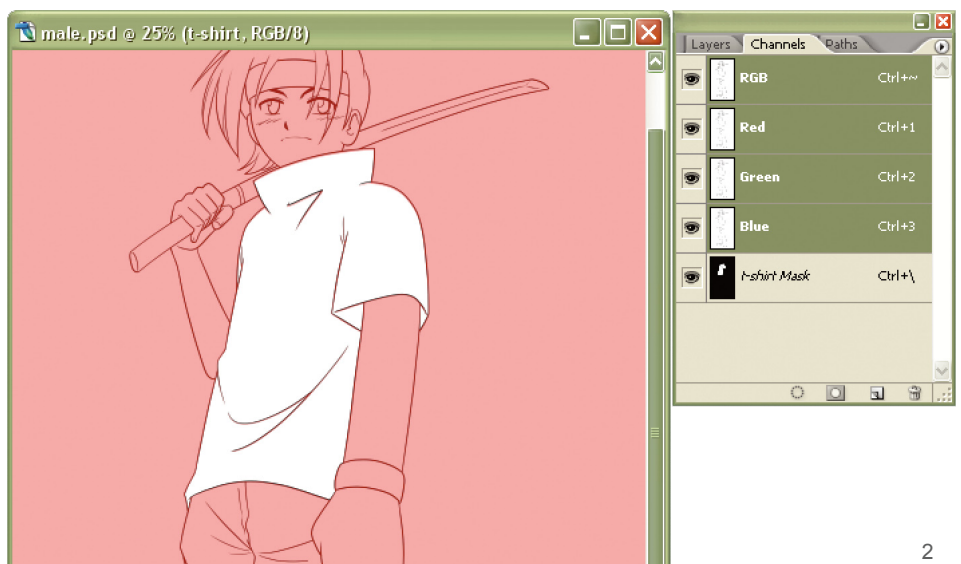 male.psd @ 25% (t-shirt, RGB/8)
Layers Channels Paths
RGB Ctrl+~
Red Ctrl+1
Green Ctrl+2
Blue Ctrl+3
t-shirt Mask Ctrl+\
2